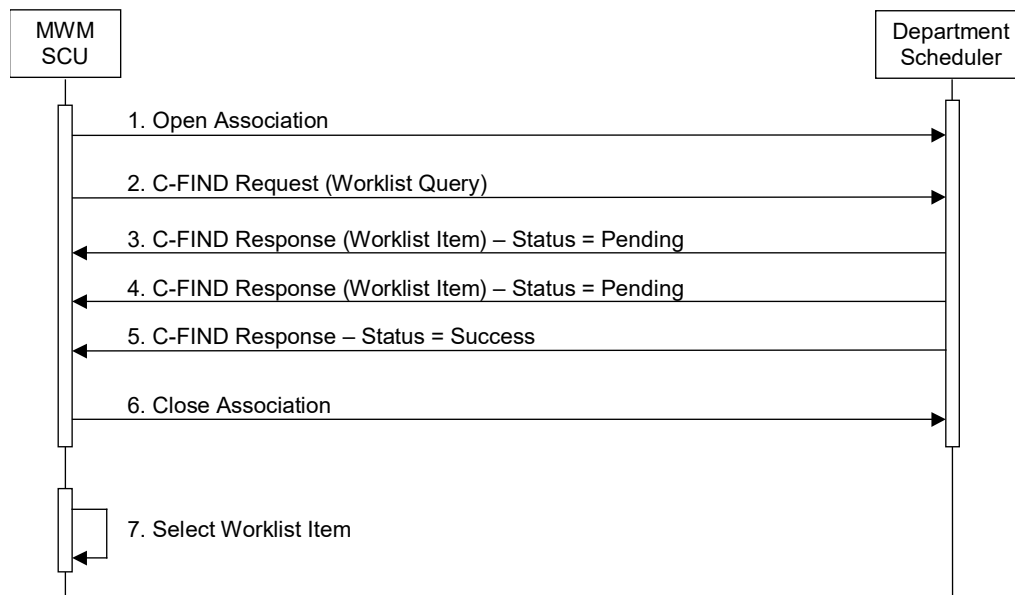 MWM
SCU
Department
Scheduler
1. Open Association
2. C-FIND Request (Worklist Query)
3. C-FIND Response (Worklist Item) – Status = Pending
4. C-FIND Response (Worklist Item) – Status = Pending
5. C-FIND Response – Status = Success
6. Close Association
7. Select Worklist Item